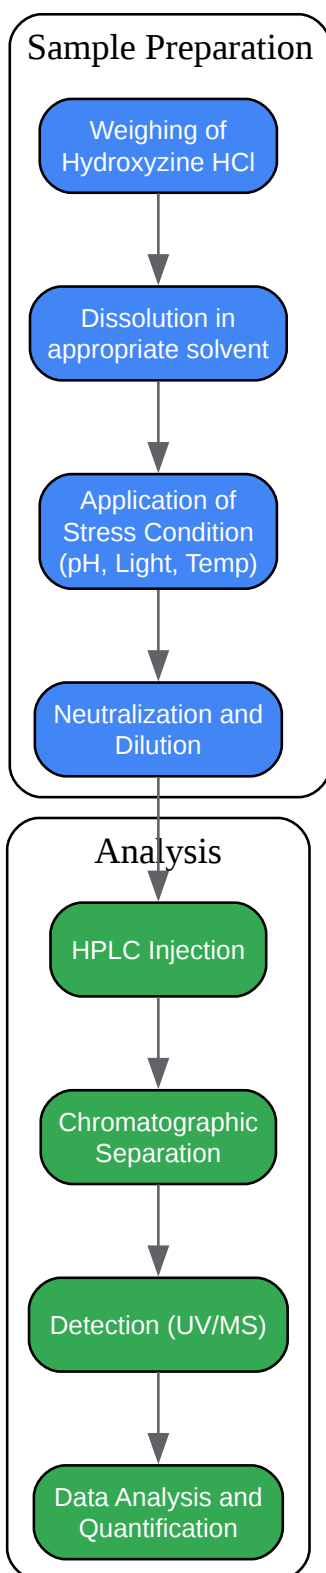 Sample Preparation
Weighing of
Hydroxyzine HCl
Dissolution in
appropriate solvent
Application of
Stress Condition
(pH, Light, Temp)
Neutralization and
Dilution
Analysis
HPLC Injection
Chromatographic
Separation
Detection (UV/MS)
Data Analysis and
Quantification